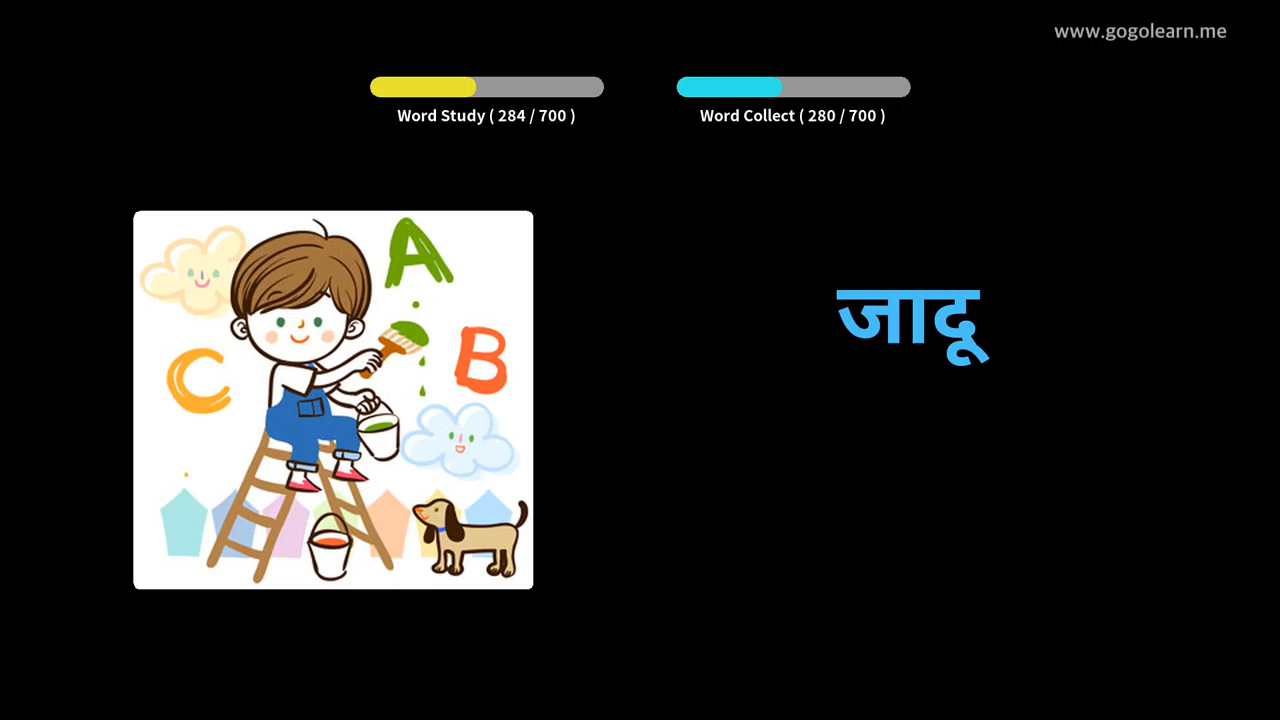 www.gogolearn.me
Word Study ( 284 / 700 )
Word Collect ( 280 / 700 )
A
B
C
जादू